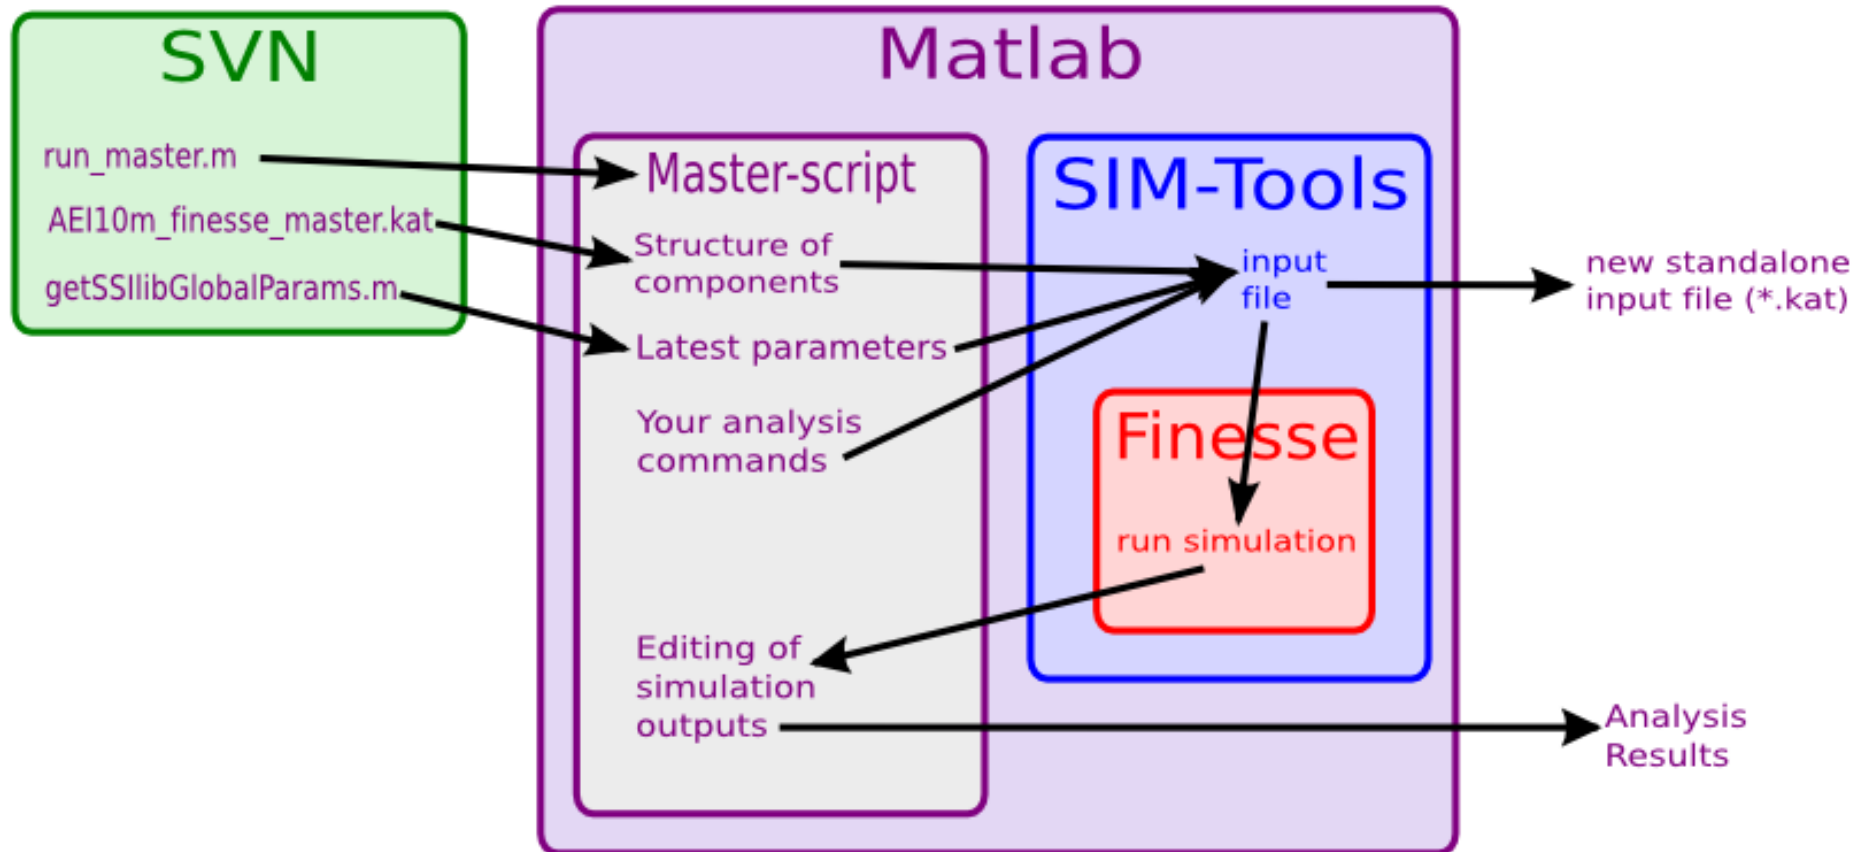 SVN
run_master.m
AEI10m_finesse_master.kat
getSSIlibGlobalParams.m
Matlab
Master-script
Structure of
components
Latest parameters
Your analysis
commands
Editing of
simulation
outputs
SIM-Tools
input
file
Finesse
run simulation
new standalone
input file (*.kat)
Analysis
Results